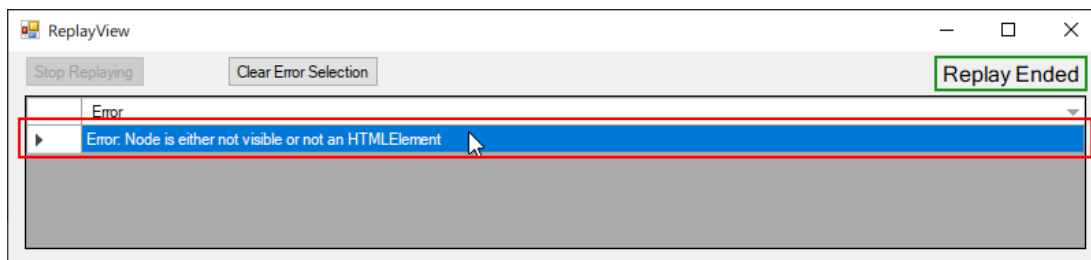 ReplayView
Stop Replaying
Clear Error Selection
Replay Ended
Error
Error: Node is either not visible or not an HTMLElement